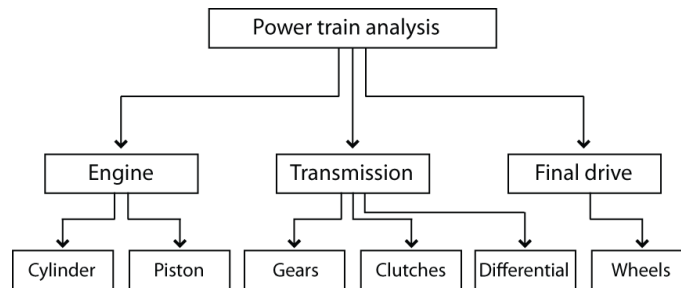 Power train analysis
Engine
Transmission
Final drive
Cylinder
Piston
Gears
Clutches
Differential
Wheels